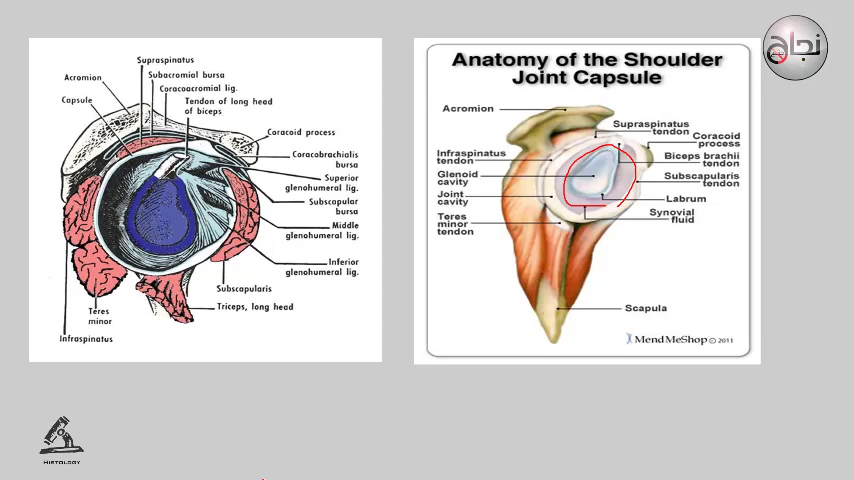 Supraspinatus
Subacromial bursa
Acromion
Coracoacromial lig.
Capsule
Tendon of long head
of biceps
Coracoid process
Coracobrachialis
bursa
Superior
glenohumeral lig.
Subscapular
bursa
Middle
glenohumeral lig.
Inferior
glenohumeral lig.
Subscapularis
Triceps, long head
Teres
minor
Infraspinatus
Anatomy of the Shoulder
Joint Capsule
Acromion
Supraspinatus
tendon
Coracoid
process
Infraspinatus
tendon
Biceps brachii
tendon
Glenoid
cavity
Subscapularis
tendon
Joint
cavity
Labrum
Teres
minor
tendon
Synovial
fluid
Scapula
MendMeShop © 2011
نجاح
HISTOLOGY